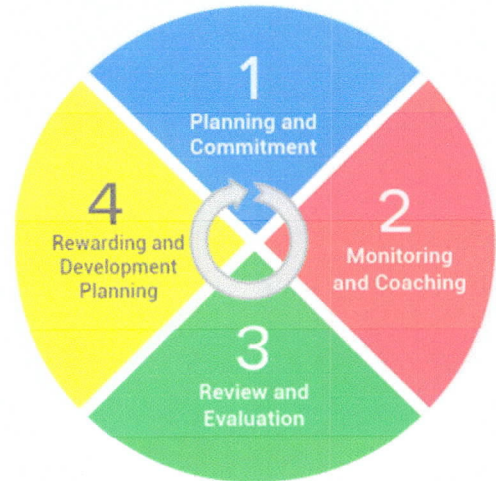 1
Planning and
Commitment
2
Monitoring
and Coaching
3
Review and
Evaluation
4
Rewarding and
Development
Planning